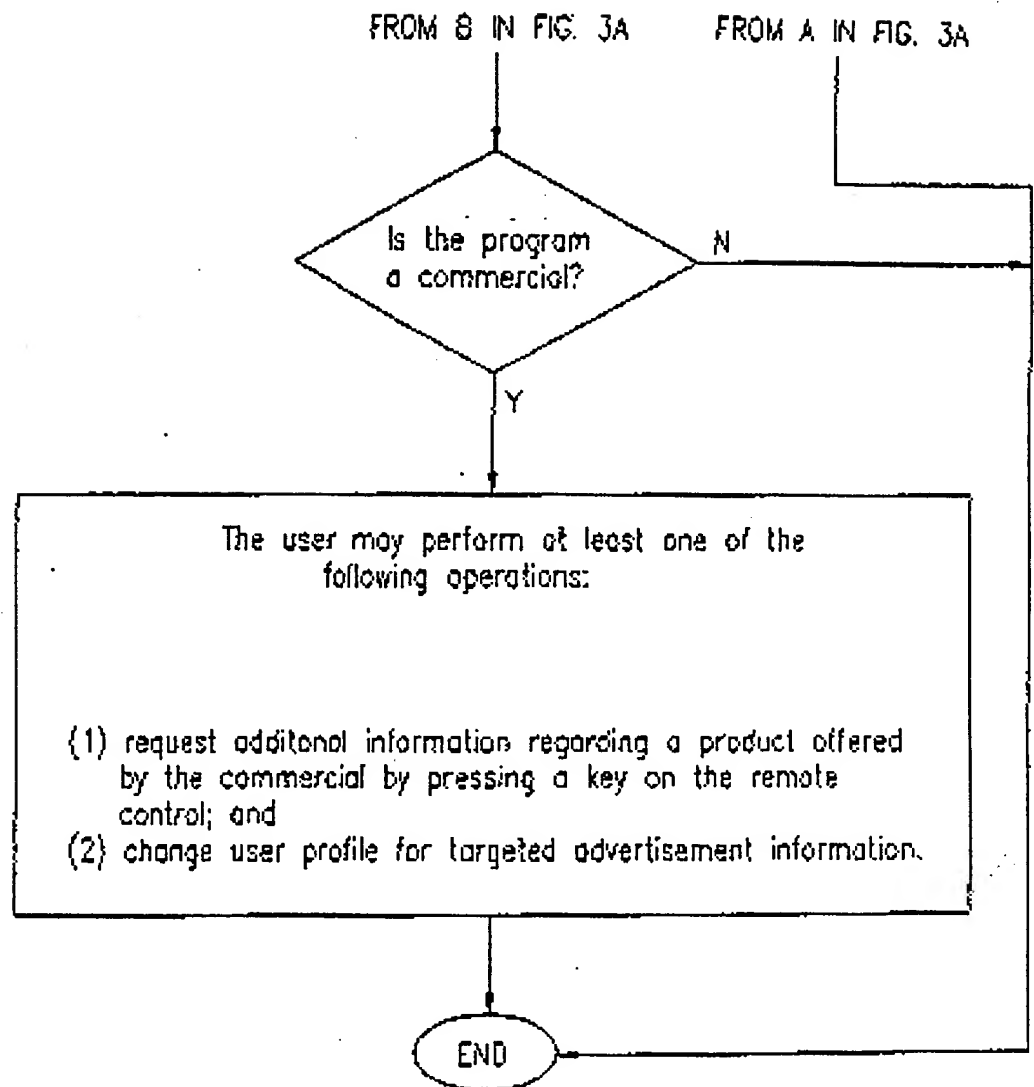 FROM B IN FIG. 3A
FROM A IN FIG. 3A
Is the program
a commercial?
N
Y
The user may perform at least one of the
following operations:
(1) request additonal information regarding a product offered
by the commercial by pressing a key on the remote
control; and
(2) change user profile for targeted advertisement information.
END